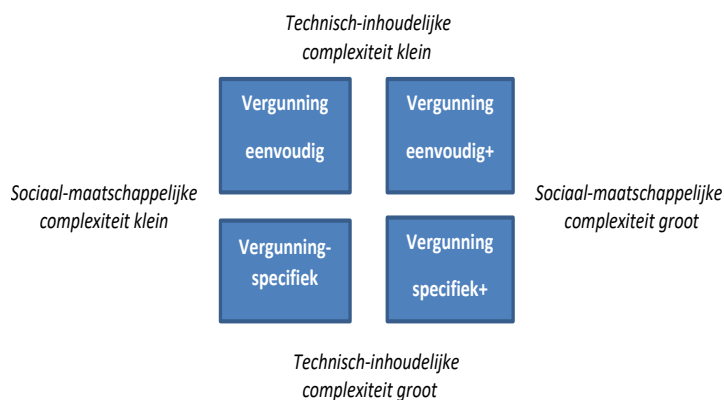 Technisch-inhoudelijke
complexiteit klein
Vergunning
eenvoudig
Vergunning
eenvoudig+
Sociaal-maatschappelijke
complexiteit klein
Sociaal-maatschappelijke
complexiteit groot
Vergunning-
specifiek
Vergunning
specifiek+
Technisch-inhoudelijke
complexiteit groot